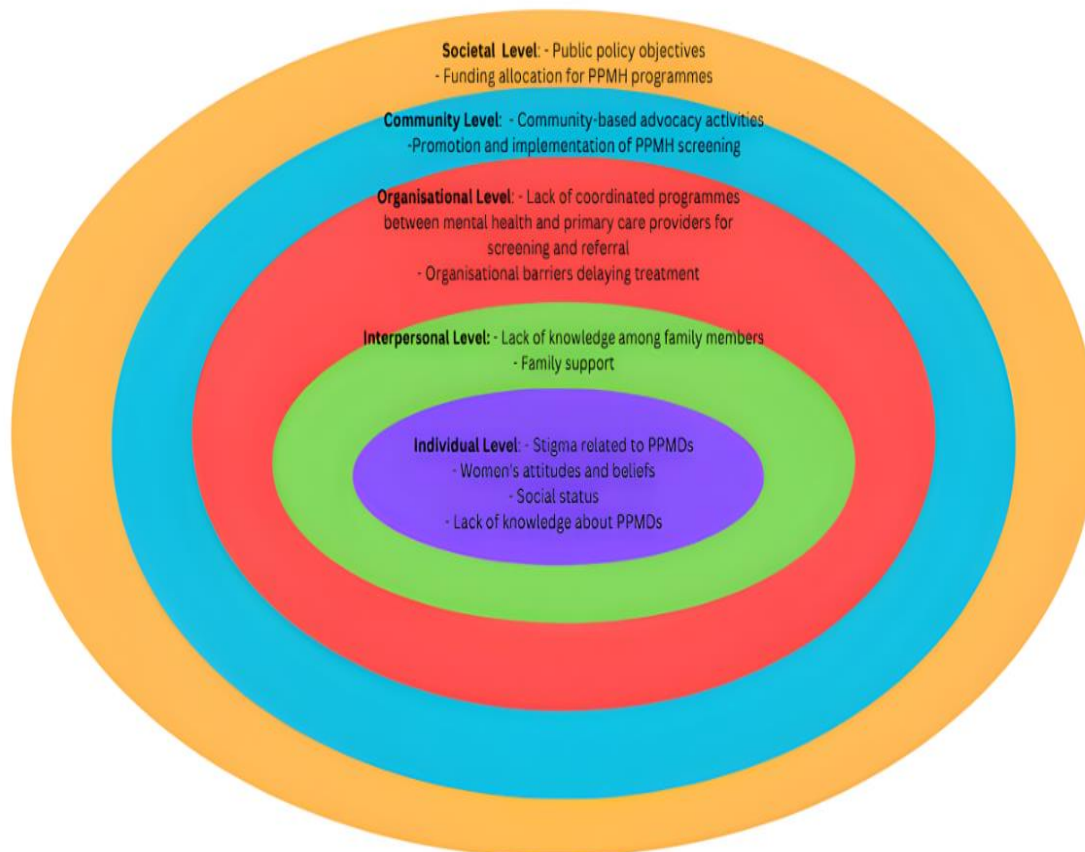 Societal Level: - Public policy objectives
- Funding allocation for PPMH programmes
Community Level: - Community-based advocacy activities
-Promotion and implementation of PPMH screening
Organisational Level: - Lack of coordinated programmes
between mental health and primary care providers for
screening and referral
- Organisational barriers delaying treatment
Interpersonal Level: - Lack of knowledge among family members
- Family support
Individual Level: - Stigma related to PPMDs
- Women's attitudes and beliefs
- Social status
- Lack of knowledge about PPMDs